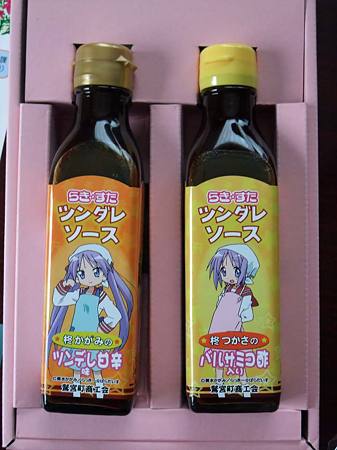 らき☆すた
ツンダレ
ソース
柊かがみの
ツンデレ甘辛
味
鷲宮町商工会
らき☆すた
ツンダレ
ソース
柊つかさの
バルサミコ酢
入り
鷲宮町商工会